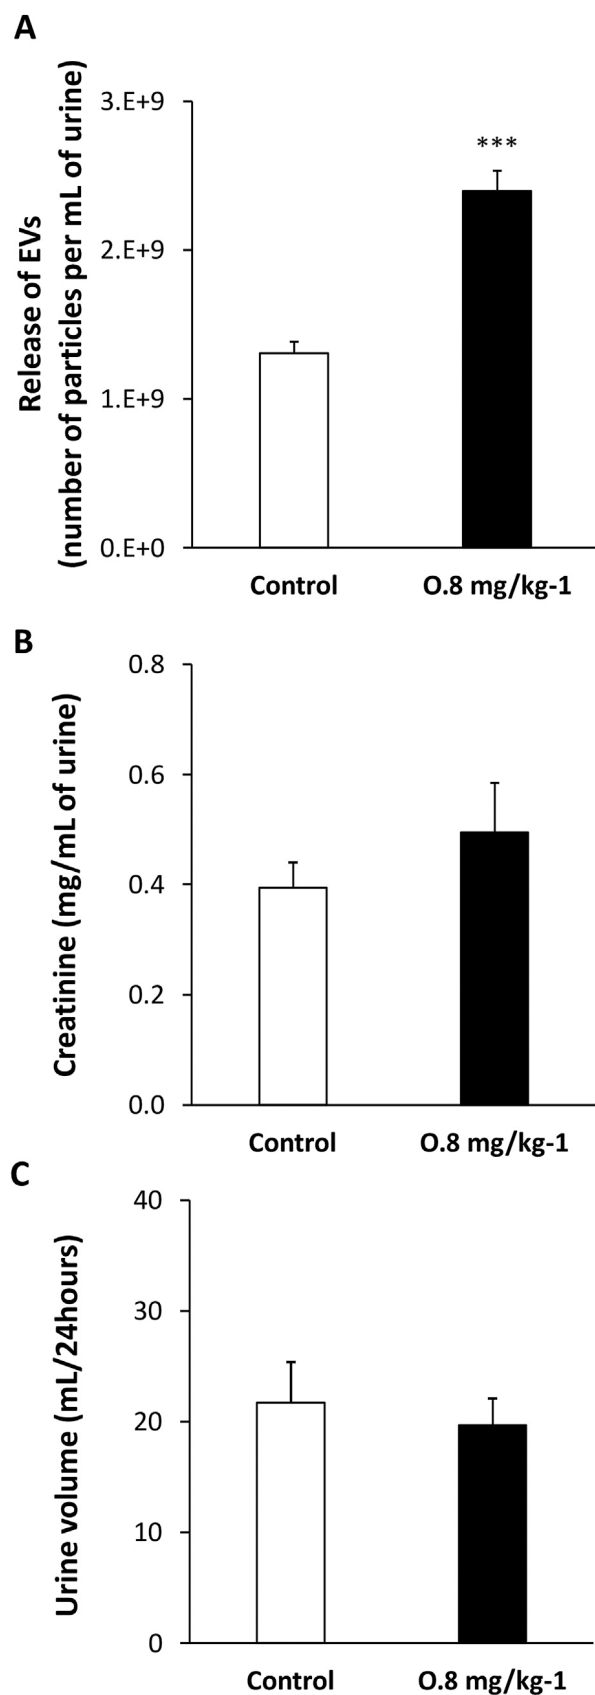 A
Release of EVs
(number of particles per mL of urine)
3.E+9
2.E+9
1.E+9
0.E+0
***
Control
O.8 mg/kg-1
B
Creatinine (mg/mL of urine)
0.8
0.6
0.4
0.2
0.0
Control
O.8 mg/kg-1
C
Urine volume (mL/24hours)
40
30
20
10
0
Control
O.8 mg/kg-1